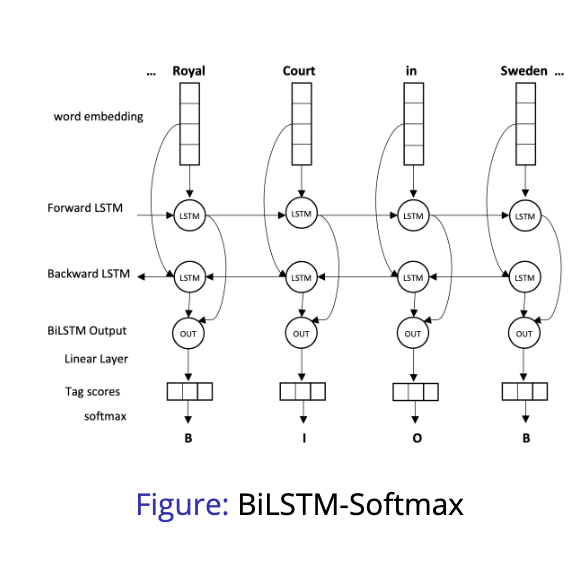 ... Royal Court in Sweden ...
word embedding
Forward LSTM LSTM LSTM LSTM LSTM
Backward LSTM LSTM LSTM LSTM LSTM
BiLSTM Output OUT OUT OUT OUT
Linear Layer
Tag scores
softmax
B I O B
Figure: BiLSTM-Softmax